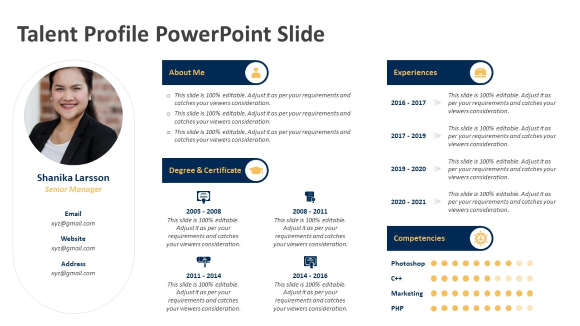 Talent Profile PowerPoint Slide
Shanika Larsson
Senior Manager
Email
xyz@gmail.com
Website
xyz@gmail.com
Address
xyz@gmail.com
About Me
This slide is 100% editable. Adjust it as per your requirements and
catches your viewers consideration.
This slide is 100% editable. Adjust it as per your requirements and
catches your viewers consideration.
This slide is 100% editable. Adjust it as per your requirements and
catches your viewers consideration.
Degree & Certificate
2005 - 2008
This slide is 100% editable.
Adjust it as per your
requirements and catches
your viewers consideration.
2008 - 2011
This slide is 100% editable.
Adjust it as per your
requirements and catches
your viewers consideration.
2011 - 2014
This slide is 100% editable.
Adjust it as per your
requirements and catches
your viewers consideration.
2014 - 2016
This slide is 100% editable.
Adjust it as per your
requirements and catches
your viewers consideration.
Experiences
2016 - 2017
This slide is 100% editable. Adjust it as
per your requirements and catches your
viewers consideration.
2017 - 2019
This slide is 100% editable. Adjust it as
per your requirements and catches your
viewers consideration.
2019 - 2020
This slide is 100% editable. Adjust it as
per your requirements and catches your
viewers consideration.
2020 - 2021
This slide is 100% editable. Adjust it as
per your requirements and catches your
viewers consideration.
Competencies
Photoshop
C++
Marketing
PHP